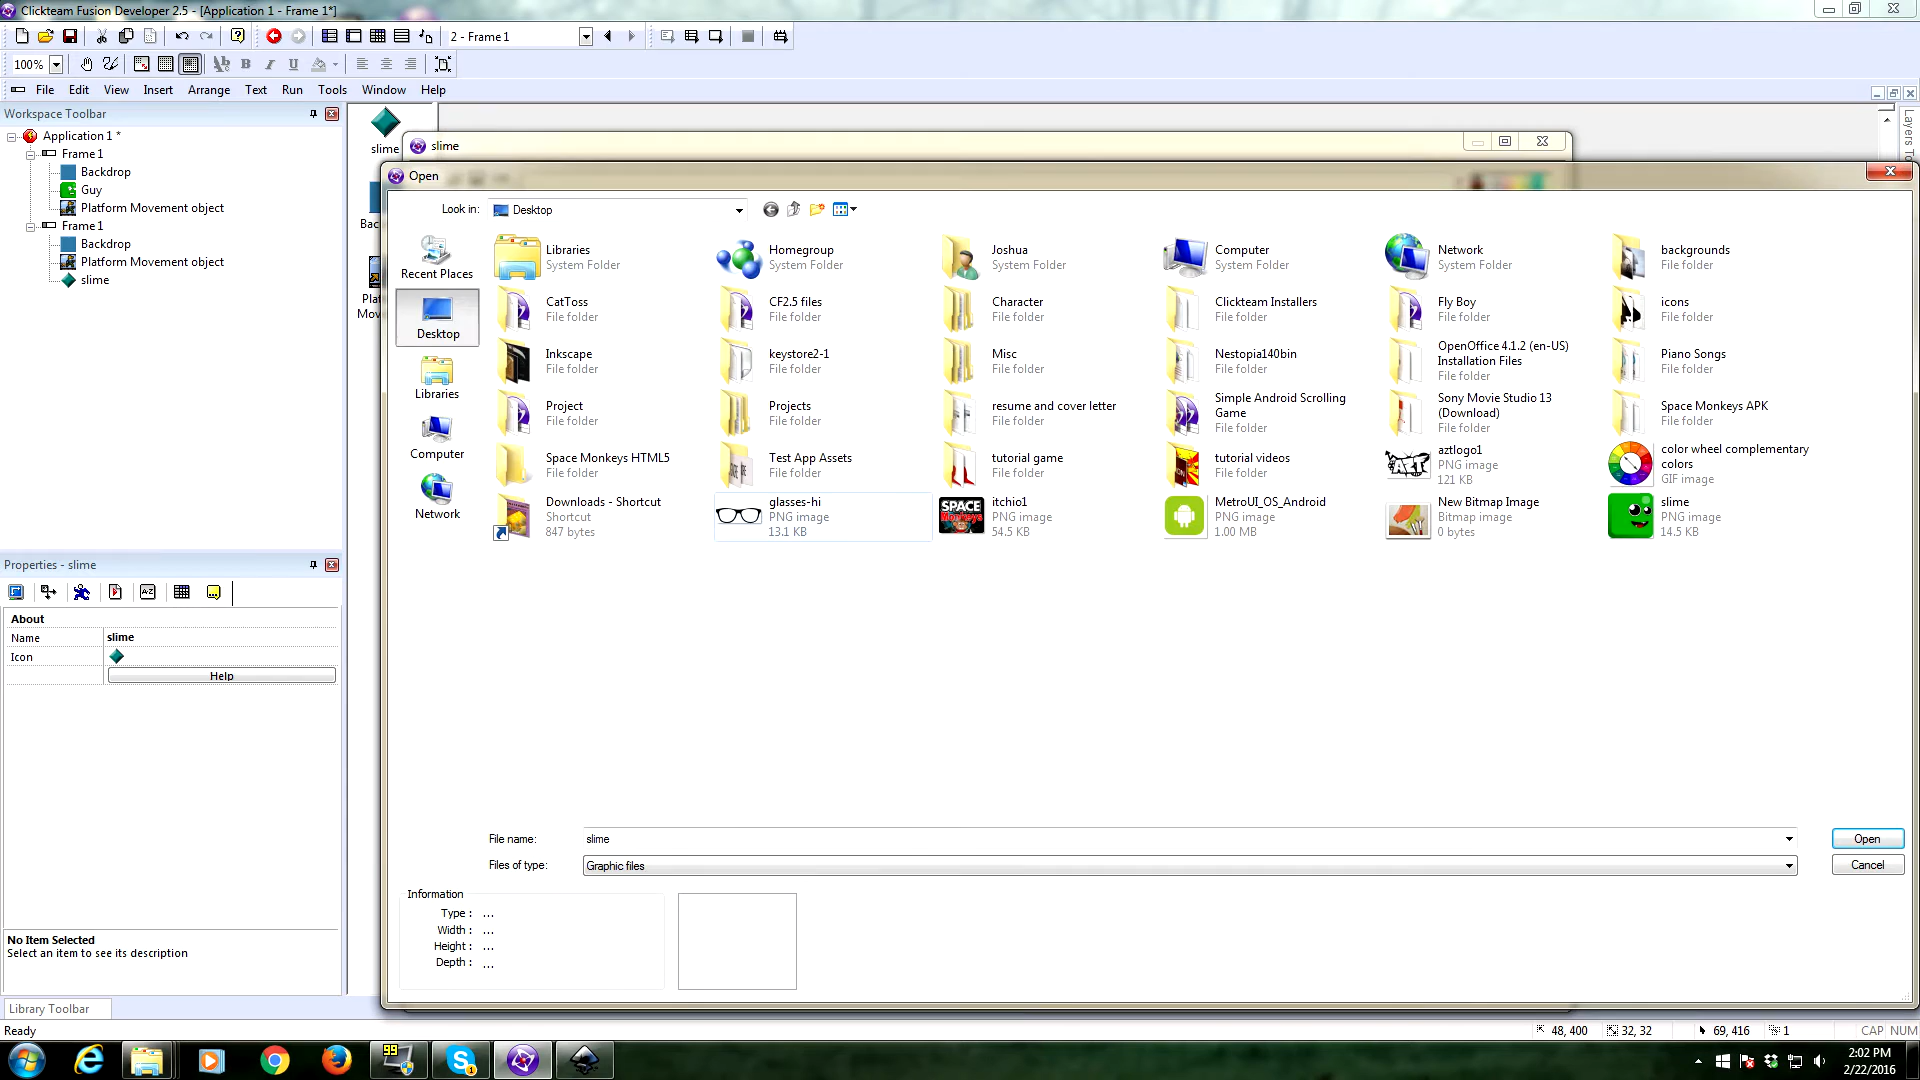 Clickteam Fusion Developer 2.5 - [Application 1 - Frame 1*]
2 - Frame 1
100%
File Edit View Insert Arrange Text Run Tools Window Help
Workspace Toolbar
Application 1 *
Frame 1
Backdrop
Guy
Platform Movement object
Frame 1
Backdrop
Platform Movement object
slime
Properties - slime
About
Name slime
Icon
Help
No Item Selected
Select an item to see its description
Library Toolbar
Ready
slime
slime
Open
Look in: Desktop
Recent Places
Desktop
Libraries
Computer
Network
Libraries
System Folder
Homegroup
System Folder
Joshua
System Folder
Computer
System Folder
Network
System Folder
backgrounds
File folder
CatToss
File folder
CF2.5 files
File folder
Character
File folder
Clickteam Installers
File folder
Fly Boy
File folder
icons
File folder
Inkscape
File folder
keystore2-1
File folder
Misc
File folder
Nestopia140bin
File folder
OpenOffice 4.1.2 (en-US)
Installation Files
File folder
Piano Songs
File folder
Project
File folder
Projects
File folder
resume and cover letter
File folder
Simple Android Scrolling
Game
File folder
Sony Movie Studio 13
(Download)
File folder
Space Monkeys APK
File folder
Space Monkeys HTML5
File folder
Test App Assets
File folder
tutorial game
File folder
tutorial videos
File folder
aztlogo1
PNG image
121 KB
color wheel complementary
colors
GIF image
Downloads - Shortcut
Shortcut
847 bytes
glasses-hi
PNG image
13.1 KB
itchio1
PNG image
54.5 KB
MetroUI_OS_Android
PNG image
1.00 MB
New Bitmap Image
Bitmap image
0 bytes
slime
PNG image
14.5 KB
File name: slime
Open
Files of type: Graphic files
Cancel
Information
Type : ...
Width : ...
Height : ...
Depth : ...
48, 400 32, 32 69, 416 1 CAP NUM
99
2:02 PM
2/22/2016